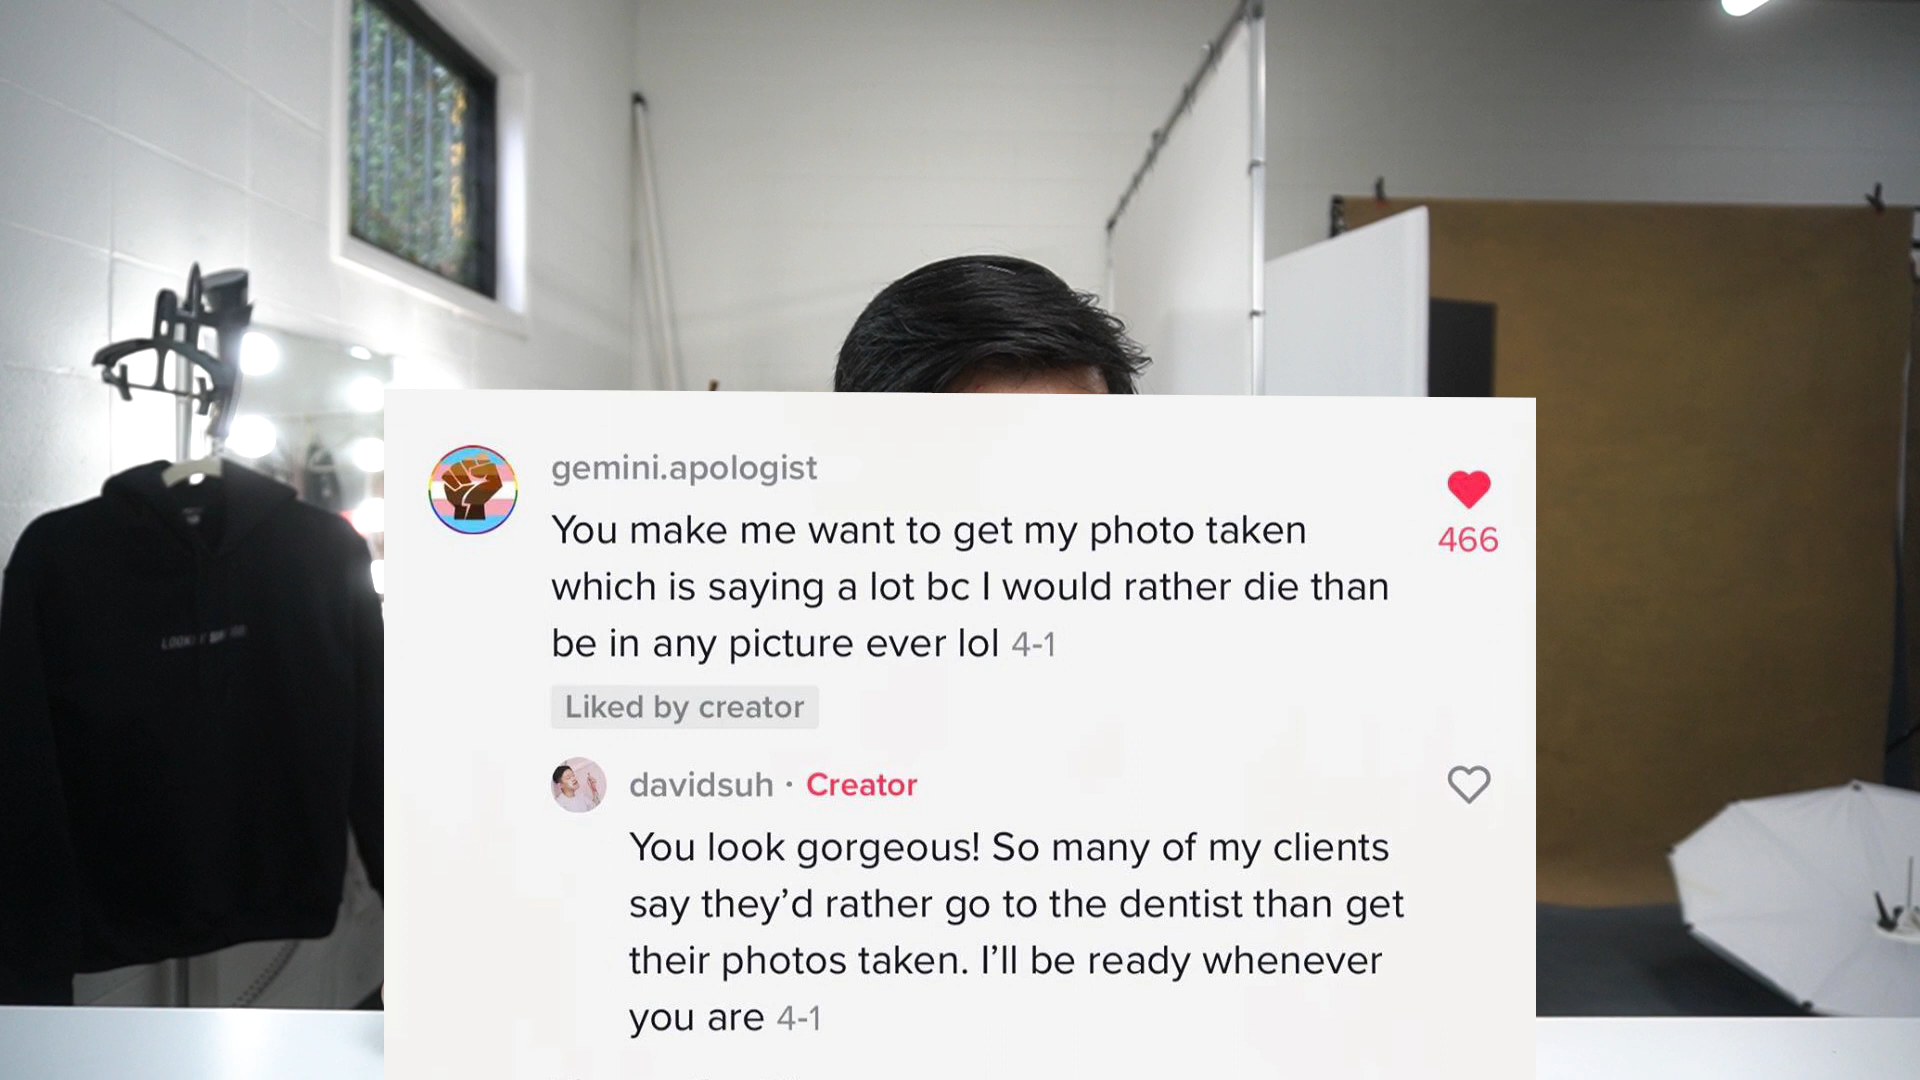 gemini.apologist
466
You make me want to get my photo taken
which is saying a lot bc I would rather die than
be in any picture ever lol 4-1
Liked by creator
davidsuh · Creator
You look gorgeous! So many of my clients
say they’d rather go to the dentist than get
their photos taken. I’ll be ready whenever
you are 4-1